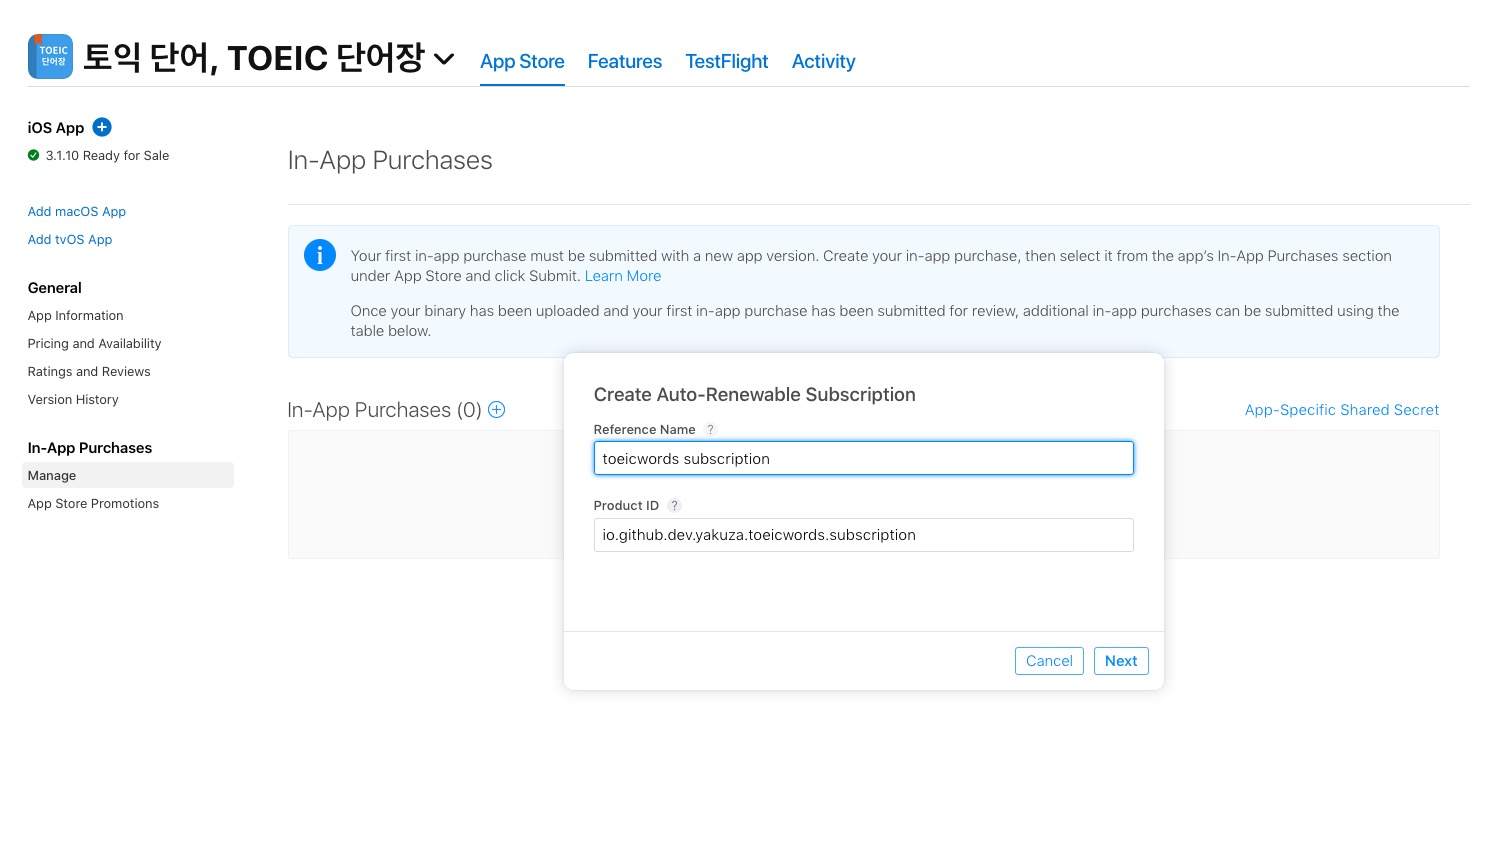 TOEIC
단어장
토익 단어, TOEIC 단어장
App Store
Features
TestFlight
Activity
iOS App
3.1.10 Ready for Sale
Add macOS App
Add tvOS App
General
App Information
Pricing and Availability
Ratings and Reviews
Version History
In-App Purchases
Manage
App Store Promotions
In-App Purchases
Your first in-app purchase must be submitted with a new app version. Create your in-app purchase, then select it from the app’s In-App Purchases section
under App Store and click Submit. Learn More
Once your binary has been uploaded and your first in-app purchase has been submitted for review, additional in-app purchases can be submitted using the
table below.
In-App Purchases (0)
App-Specific Shared Secret
Create Auto-Renewable Subscription
Reference Name ?
toeicwords subscription
Product ID ?
io.github.dev.yakuza.toeicwords.subscription
Cancel
Next